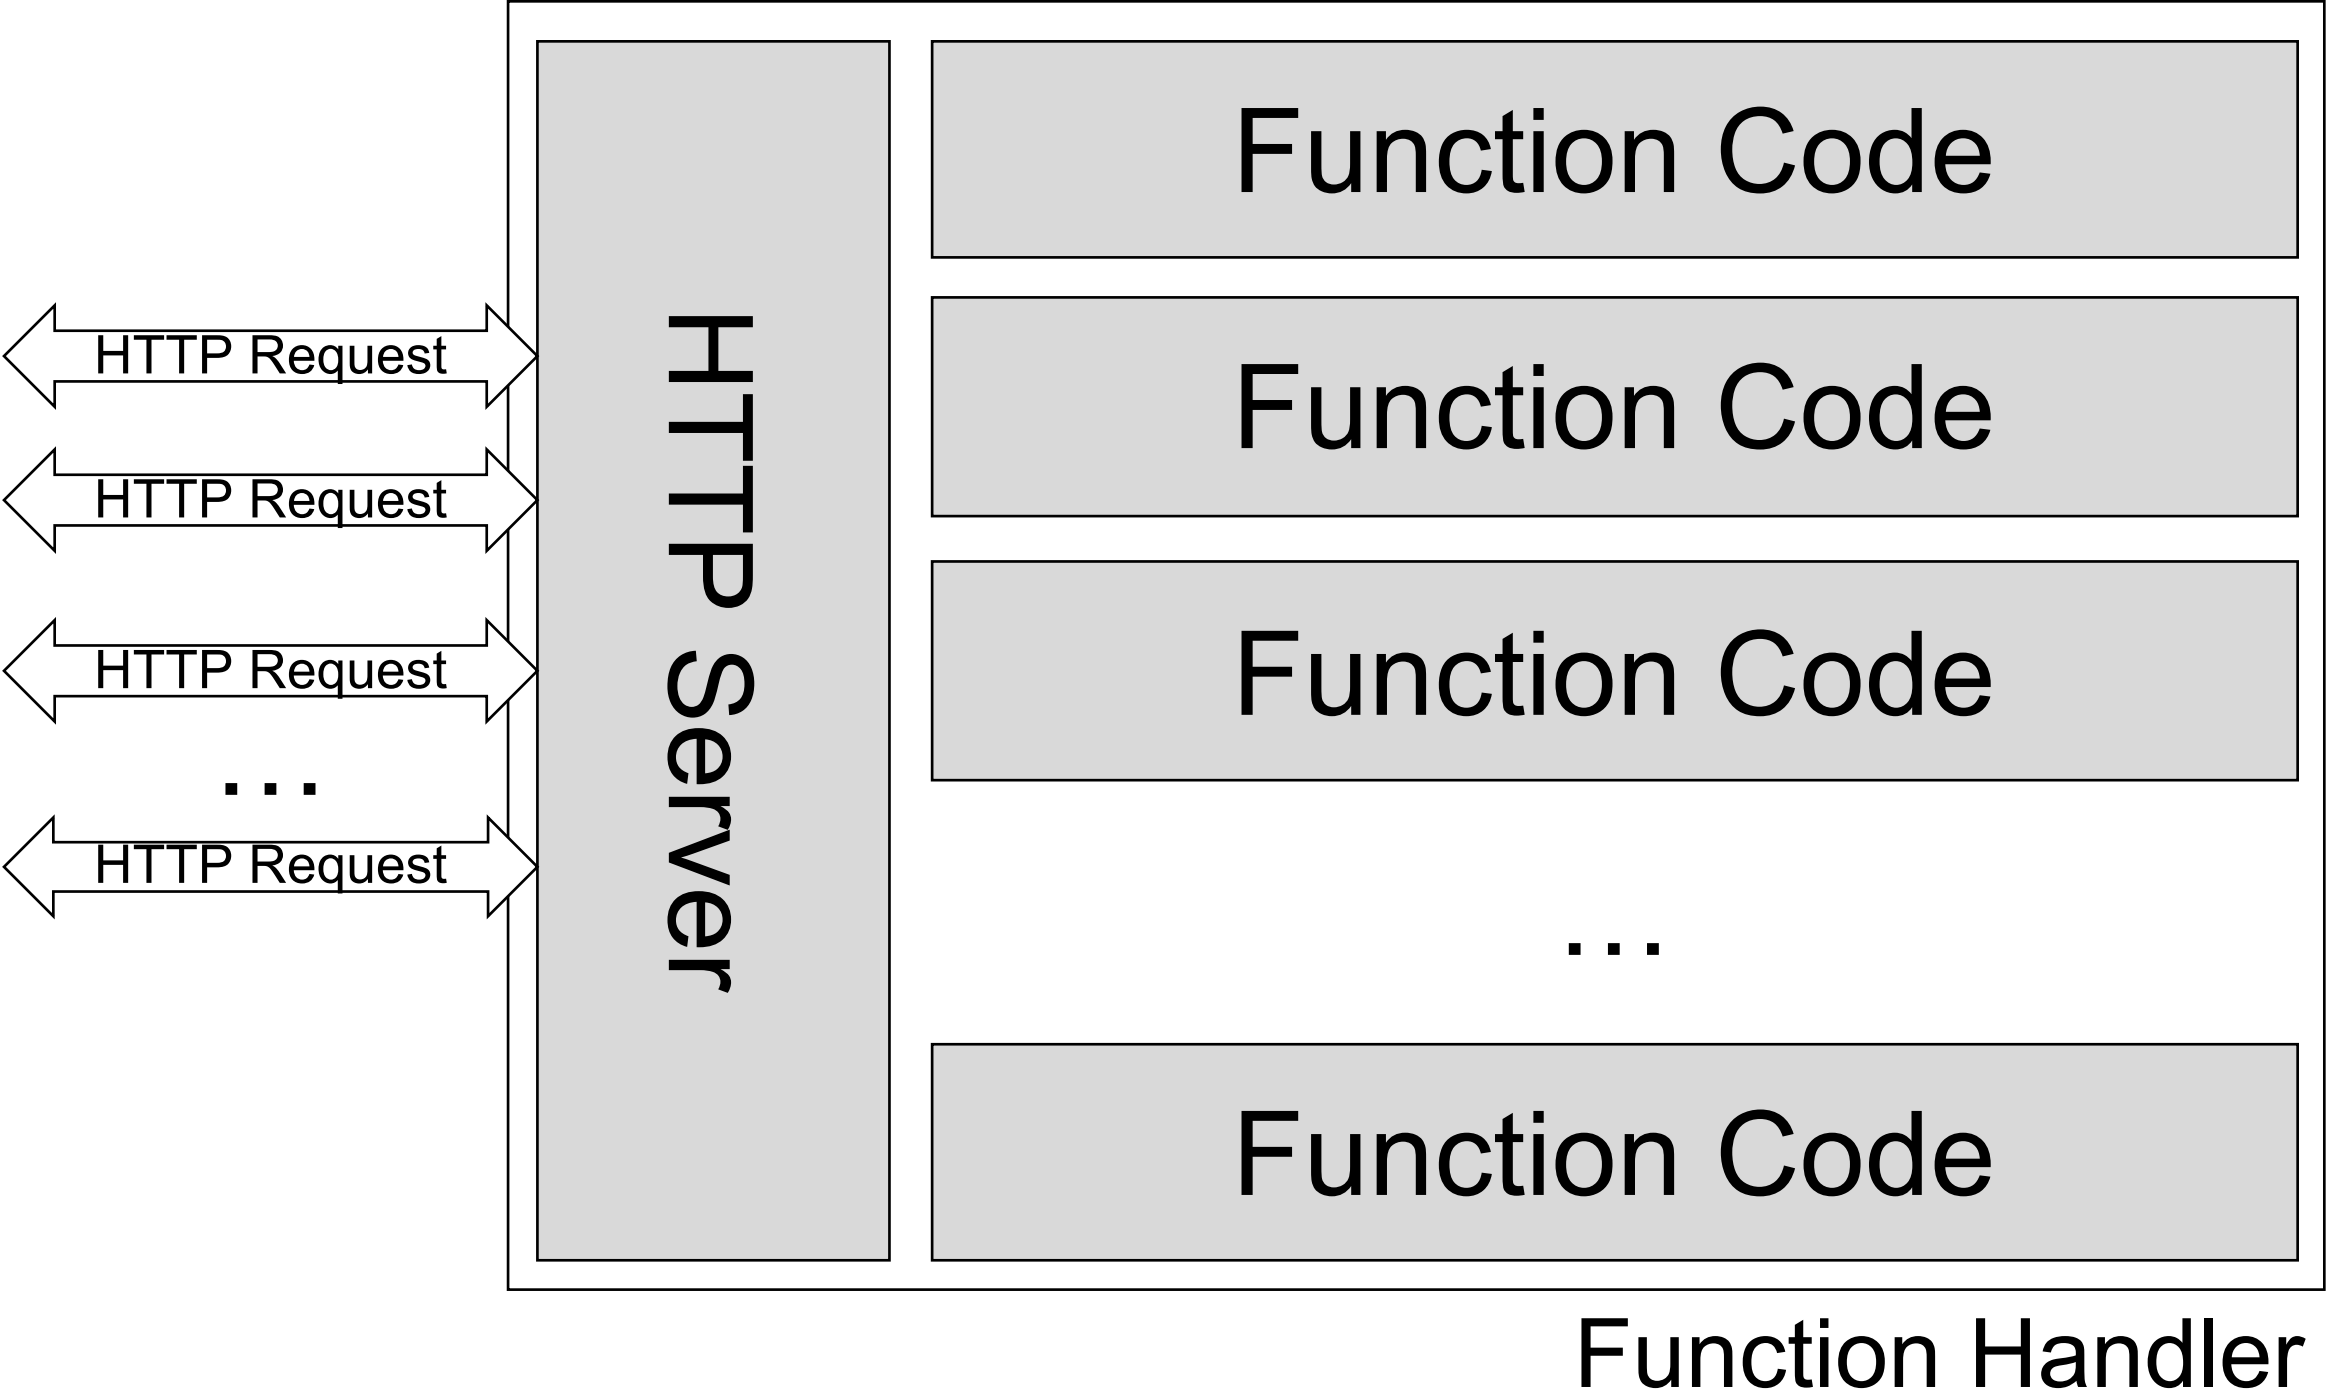 HTTP Request
HTTP Request
HTTP Request
...
HTTP Request
HTTP Server
Function Code
Function Code
Function Code
...
Function Code
Function Handler